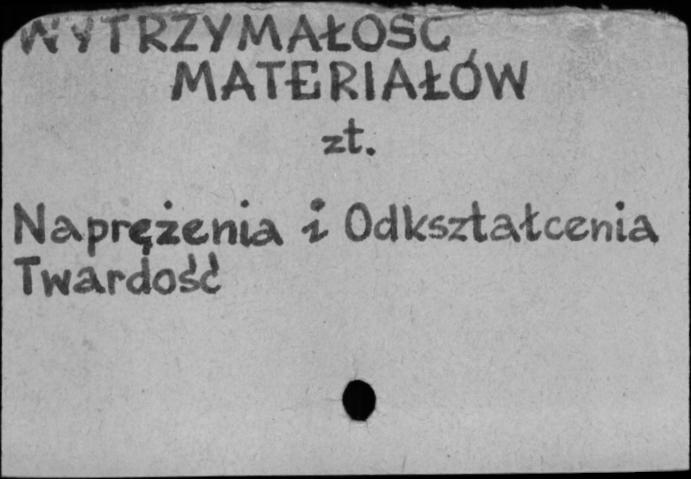 WYTRZYMAŁOŚĆ
MATERIAŁÓW
zt.
Naprężenia i Odkształcenia
Twardość